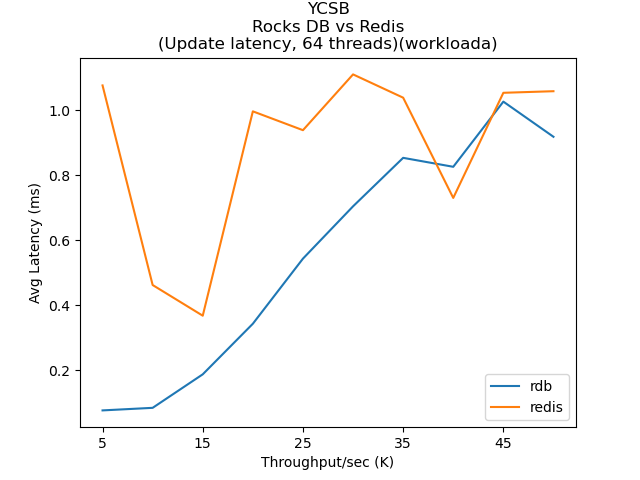 YCSB
Rocks DB vs Redis
(Update latency, 64 threads)(workloada)
Avg Latency (ms)
1.0
0.8
0.6
0.4
0.2
rdb
redis
5 15 25 35 45
Throughput/sec (K)